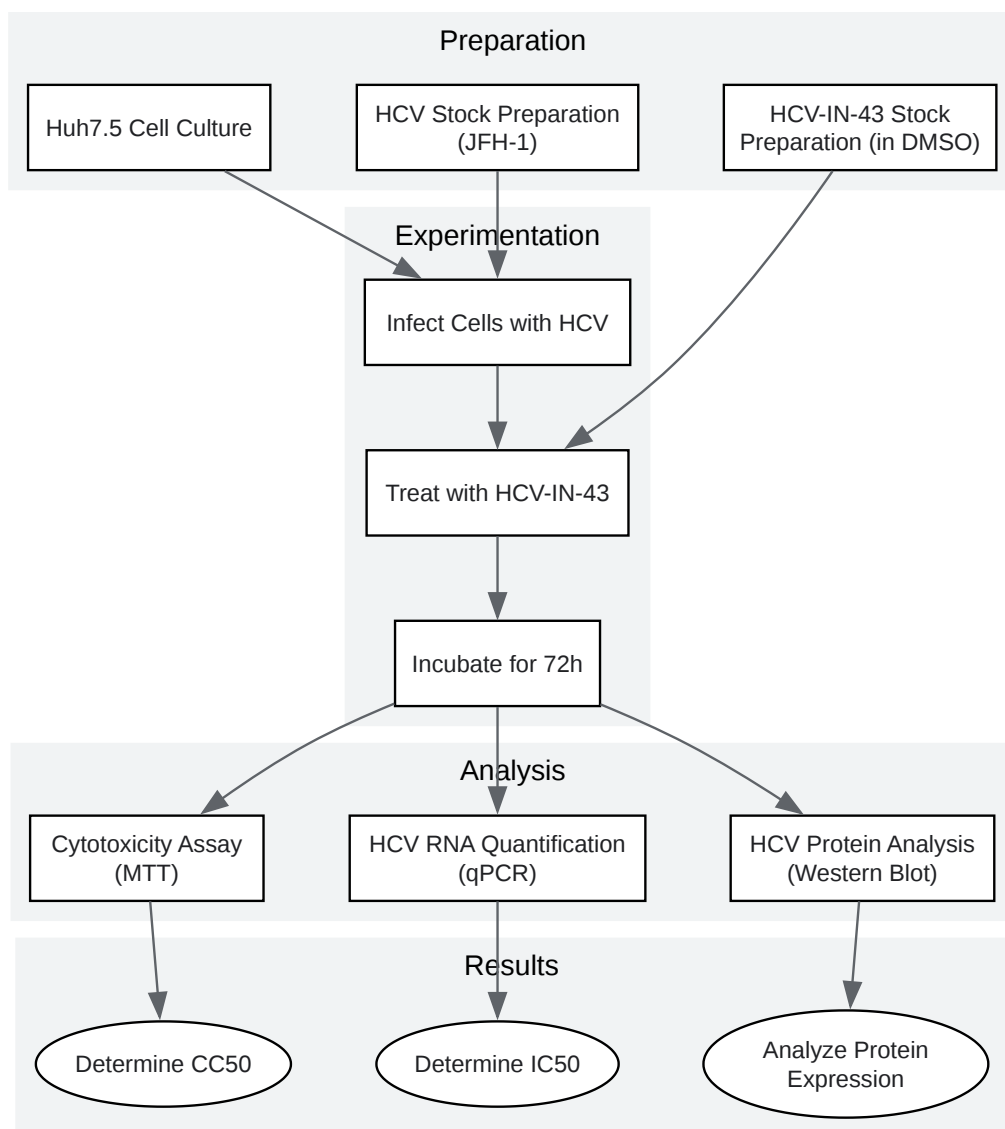 Preparation
Huh7.5 Cell Culture
HCV Stock Preparation
(JFH-1)
HCV-IN-43 Stock
Preparation (in DMSO)
Experimentation
Infect Cells with HCV
Treat with HCV-IN-43
Incubate for 72h
Analysis
Cytotoxicity Assay
(MTT)
HCV RNA Quantification
(qPCR)
HCV Protein Analysis
(Western Blot)
Results
Determine CC50
Determine IC50
Analyze Protein
Expression